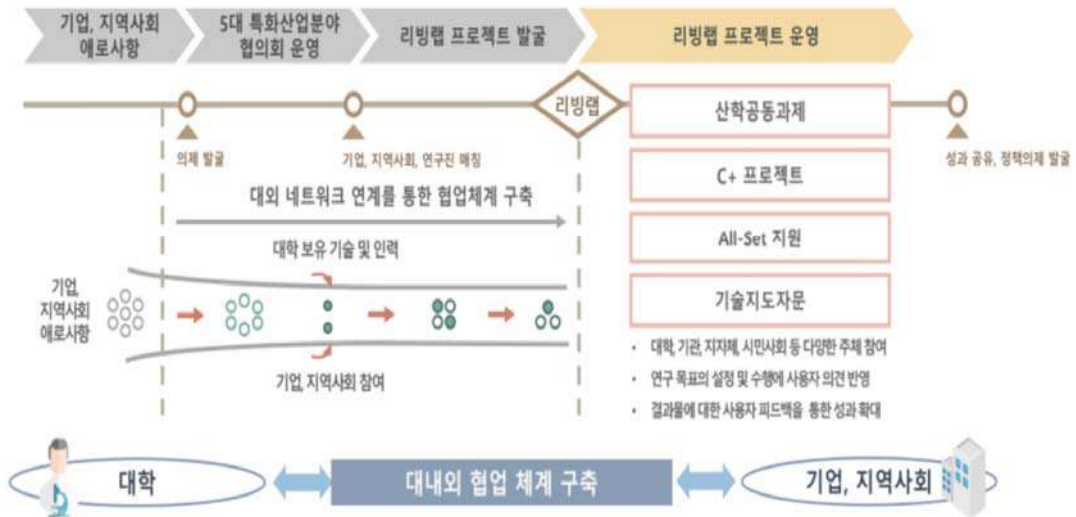 기업, 지역사회
애로사항
5대 특화산업분야
협의회 운영
리빙랩 프로젝트 발굴
리빙랩 프로젝트 운영
리빙랩
의제 발굴
기업, 지역사회, 연구진 매칭
성과 공유, 정책의제 발굴
대외 네트워크 연계를 통한 협업체계 구축
대학 보유 기술 및 인력
기업,
지역사회
애로사항
기업, 지역사회 참여
산학공동과제
C+ 프로젝트
All-Set 지원
기술지도자문
• 대학, 기관, 지자체, 시민사회 등 다양한 주체 참여
• 연구 목표의 설정 및 수행에 사용자 의견 반영
• 결과물에 대한 사용자 피드백을 통한 성과 확대
대학
대내외 협업 체계 구축
기업, 지역사회